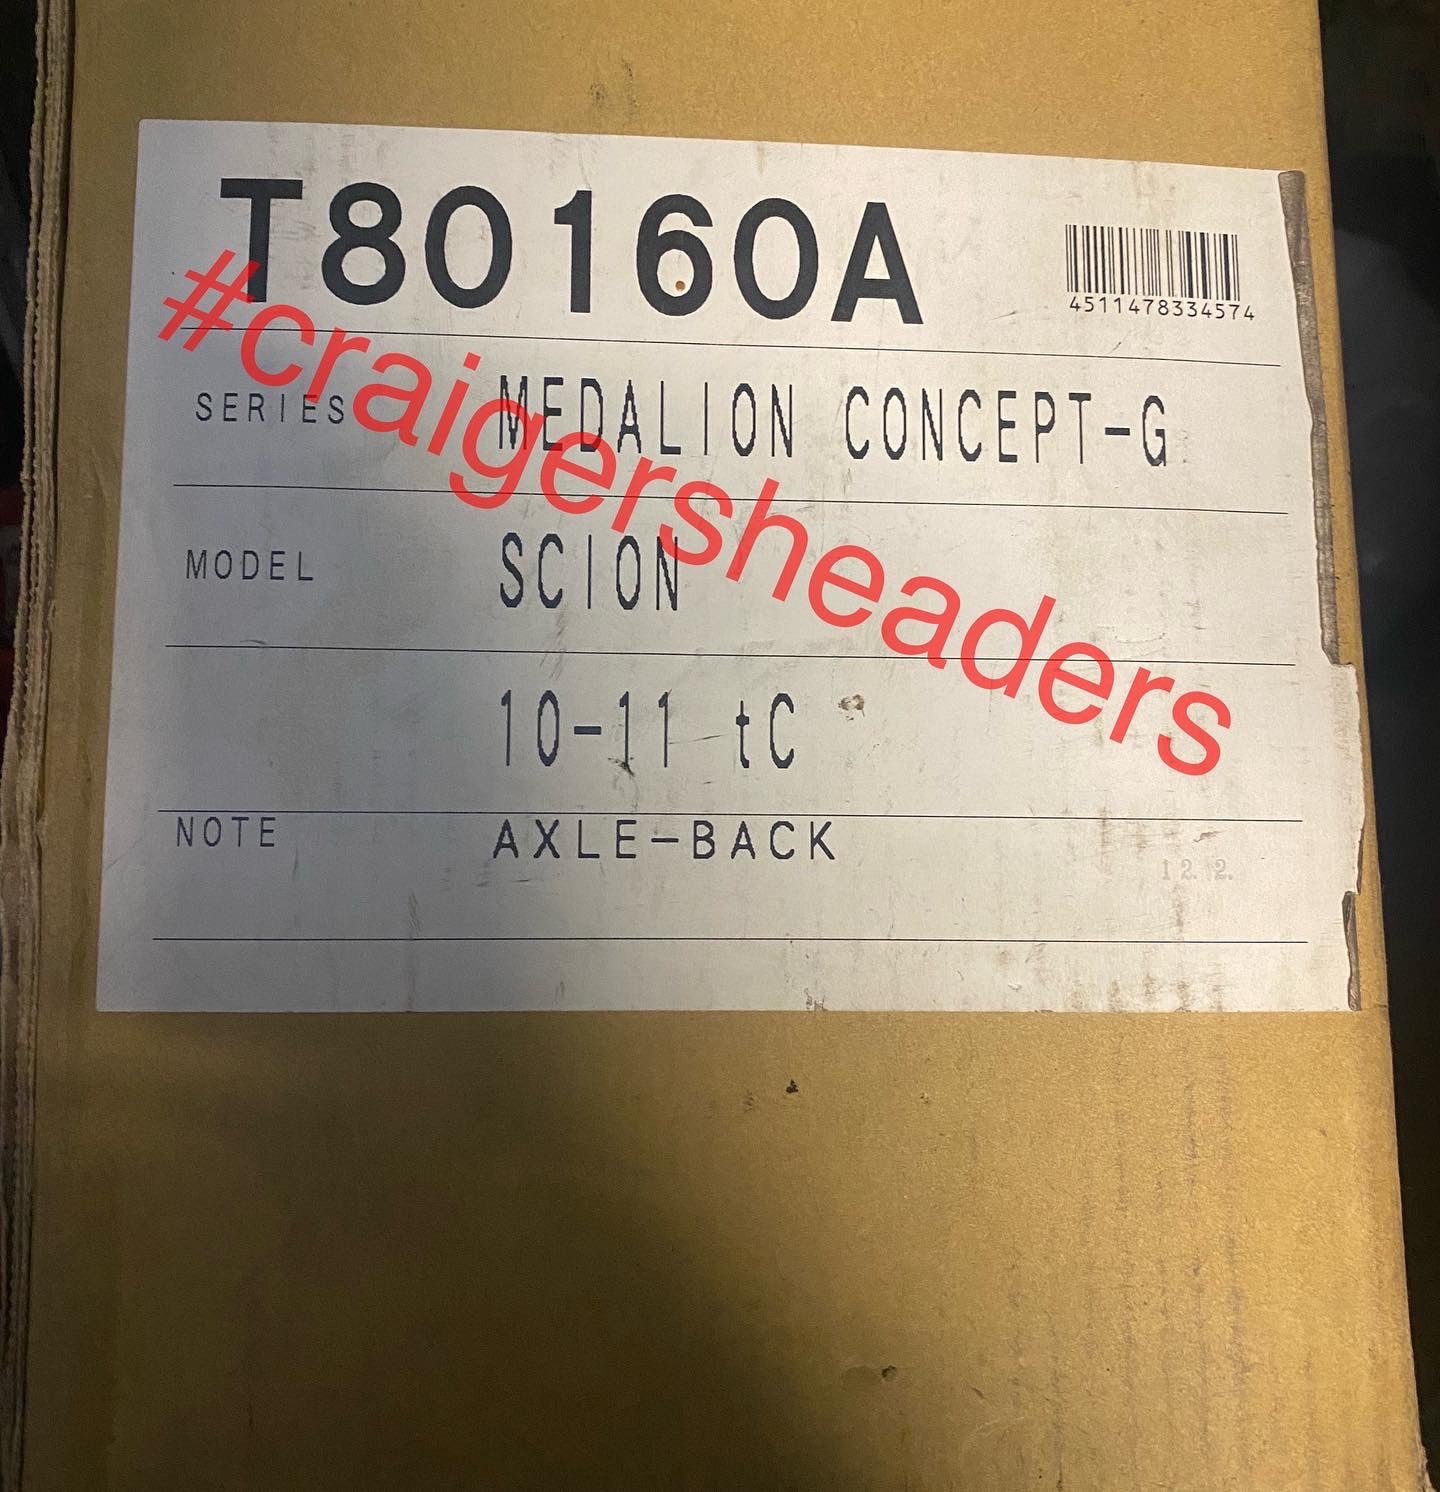 T80160A
4511478334574
#craigersheaders
SERIES MEDALION CONCEPT-G
MODEL SCION
10-11 tC
NOTE AXLE-BACK
12. 2.